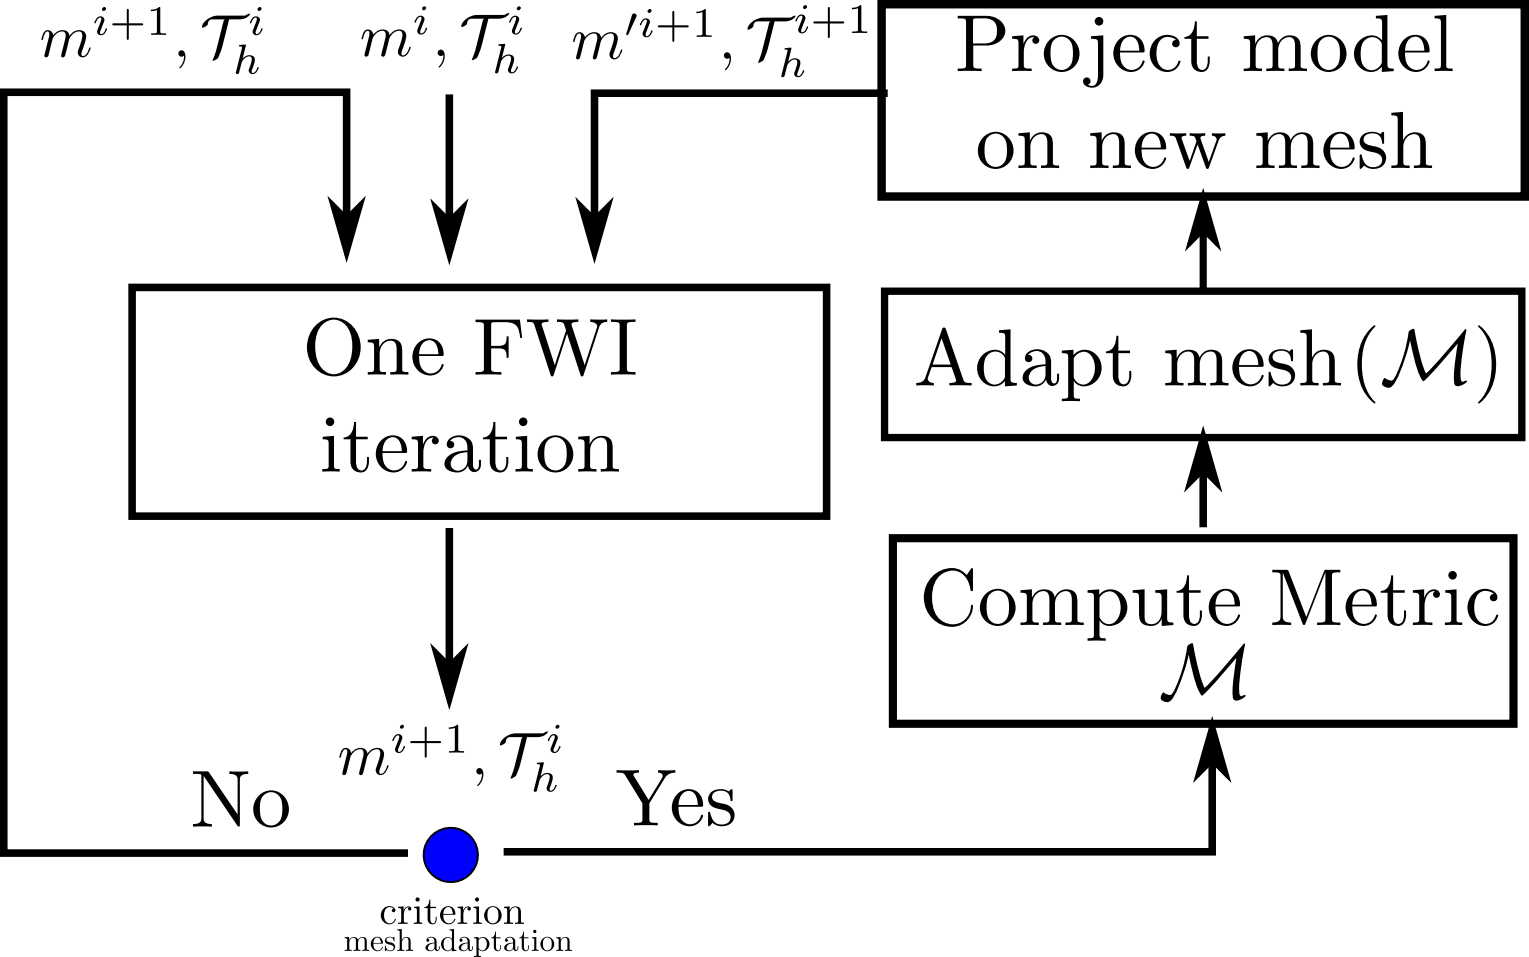 m^{i+1}, 𝒯_h^i
m^i, 𝒯_h^i
m'^{i+1}, 𝒯_h^{i+1}
Project model
on new mesh
One FWI
iteration
Adapt mesh(ℳ)
Compute Metric
ℳ
m^{i+1}, 𝒯_h^i
No
Yes
criterion
mesh adaptation